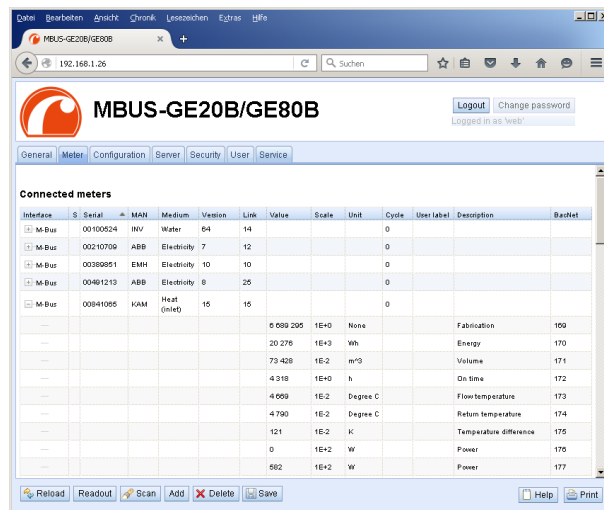 Datei Bearbeiten Ansicht Chronik Lesezeichen Extras Hilfe
MBUS-GE20B/GE80B
192.168.1.26 Suchen
MBUS-GE20B/GE80B
Logout Change password
Logged in as 'web'
General Meter Configuration Server Security User Service
Connected meters
Interface S Serial MAN Medium Version Link Value Scale Unit Cycle User label Description BacNet
M-Bus 00100524 INV Water 64 14 0
M-Bus 00210709 ABB Electricity 7 12 0
M-Bus 00389851 EMH Electricity 10 10 0
M-Bus 00491213 ABB Electricity 8 25 0
M-Bus 00841065 KAM Heat (inlet) 15 15 0
6 689 295 1E+0 None Fabrication 169
20 276 1E+3 Wh Energy 170
73 428 1E-2 m^3 Volume 171
4 318 1E+0 h On time 172
4 669 1E-2 Degree C Flow temperature 173
4 790 1E-2 Degree C Return temperature 174
121 1E-2 K Temperature difference 175
0 1E+2 W Power 176
582 1E+2 W Power 177
Reload Readout Scan Add Delete Save Help Print